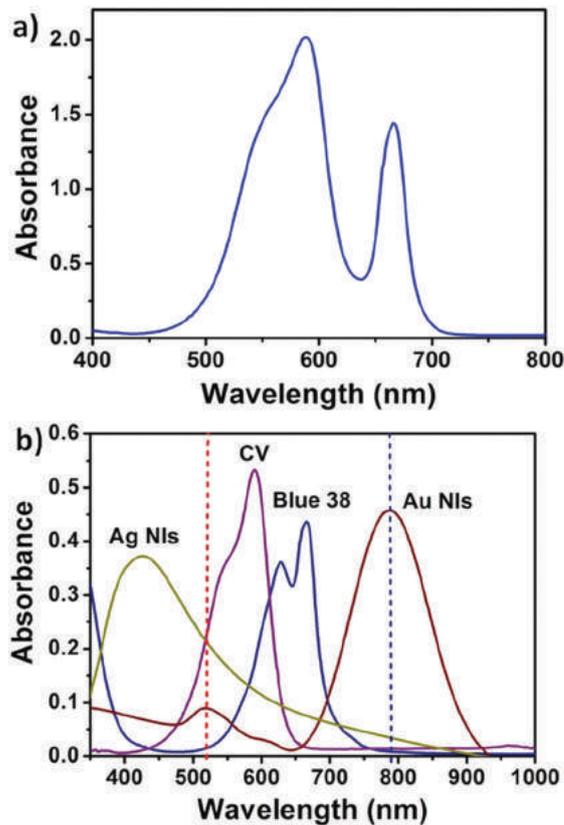 a)
2.0
1.5
1.0
0.5
0.0
Absorbance
400 500 600 700 800
Wavelength (nm)
b)
0.6
0.5
0.4
0.3
0.2
0.1
0.0
Absorbance
CV
Blue 38
Au NIs
Ag NIs
400 500 600 700 800 900 1000
Wavelength (nm)